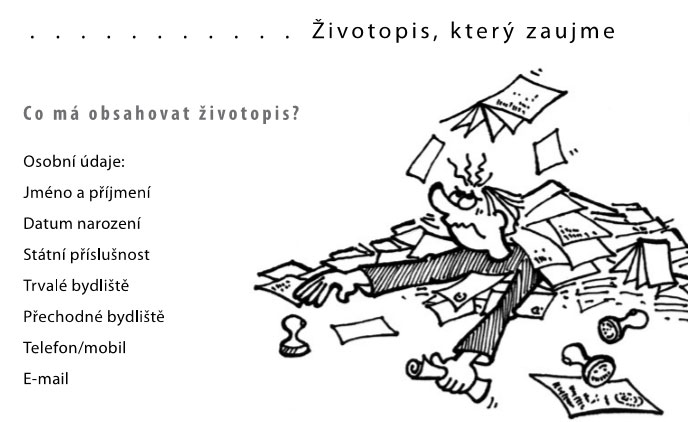 . . . . . . . . . . . Životopis, který zaujme
Co má obsahovat životopis?
Osobní údaje:
Jméno a příjmení
Datum narození
Státní příslušnost
Trvalé bydliště
Přechodné bydliště
Telefon/mobil
E-mail